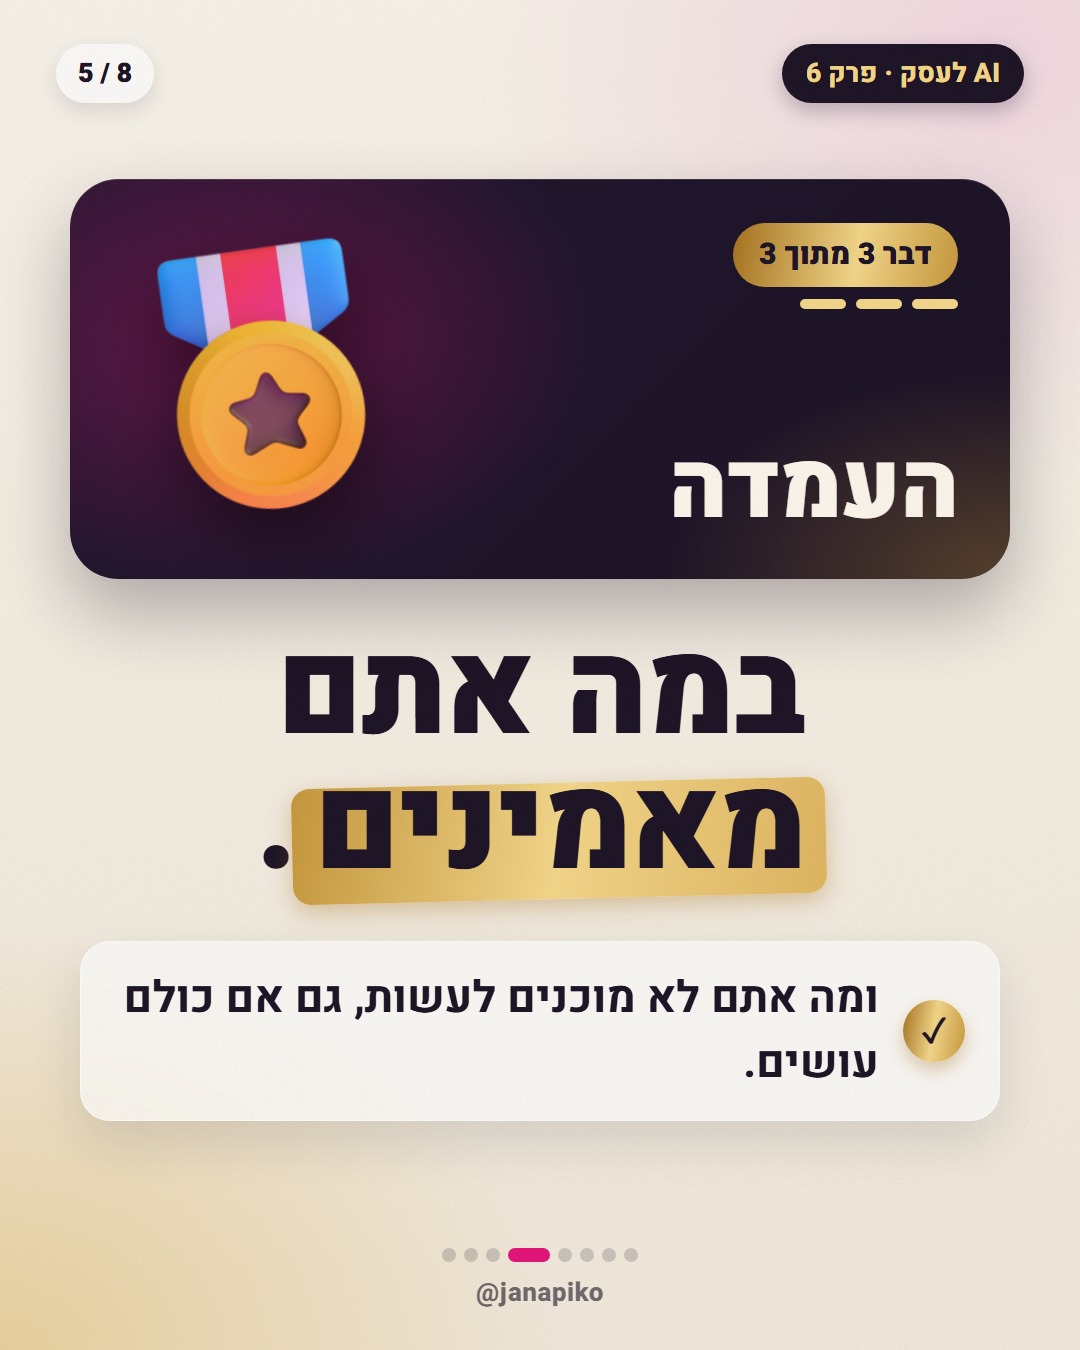 AI לעסק · פרק 6
5 / 8
דבר 3 מתוך 3
העמדה
במה אתם
מאמינים.
ומה אתם לא מוכנים לעשות, גם אם כולם
עושים.
@janapiko